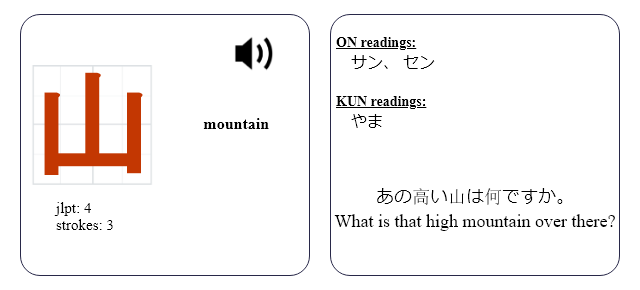 山
mountain
jlpt: 4
strokes: 3
ON readings:
サン、 セン
KUN readings:
やま
あの高い山は何ですか。
What is that high mountain over there?